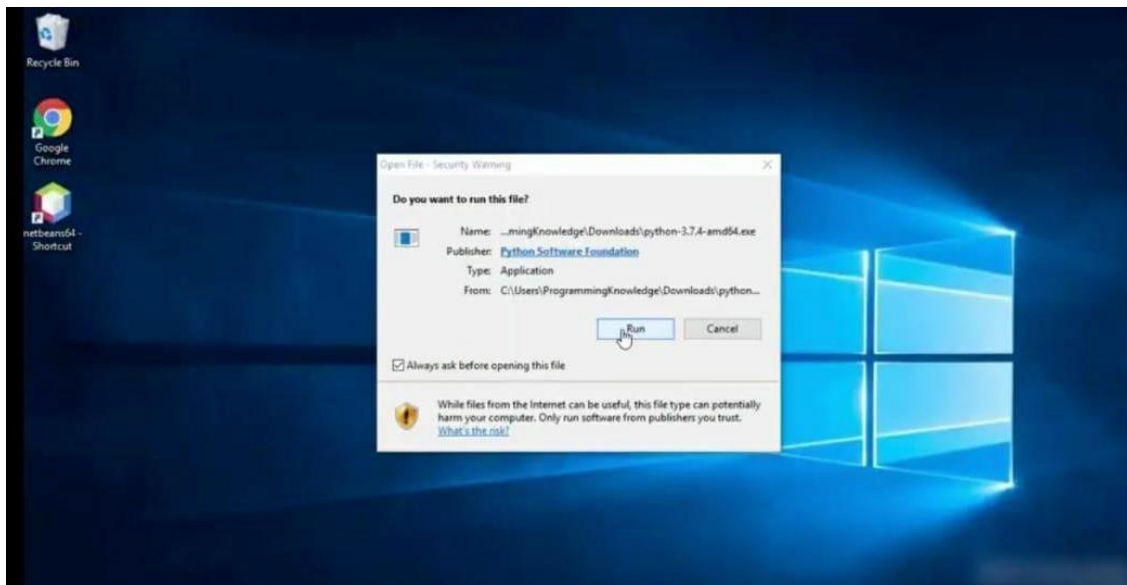 Recycle Bin
Google
Chrome
netbeans64 -
Shortcut
Open File - Security Warning
Do you want to run this file?
Name: ...mingKnowledge\Downloads\python-3.7.4-amd64.exe
Publisher: Python Software Foundation
Type: Application
From: C:\Users\ProgrammingKnowledge\Downloads\python...
Run Cancel
Always ask before opening this file
While files from the Internet can be useful, this file type can potentially
harm your computer. Only run software from publishers you trust.
What's the risk?